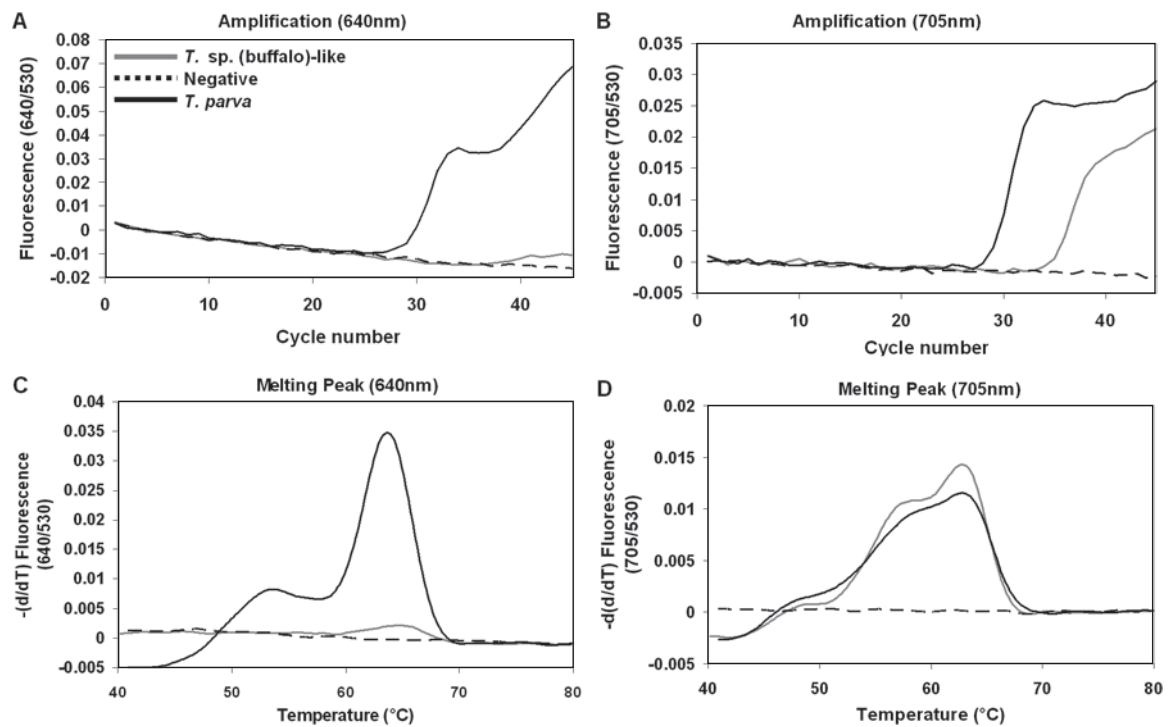 A
Amplification (640nm)
Fluorescence (640/530)
0.08
0.07
0.06
0.05
0.04
0.03
0.02
0.01
0
-0.01
-0.02
T. sp. (buffalo)-like
Negative
T. parva
0 10 20 30 40
Cycle number
B
Amplification (705nm)
Fluorescence (705/530)
0.035
0.03
0.025
0.02
0.015
0.01
0.005
0
-0.005
0 10 20 30 40
Cycle number
C
Melting Peak (640nm)
-(d/dT) Fluorescence
(640/530)
0.04
0.035
0.03
0.025
0.02
0.015
0.01
0.005
0
-0.005
40 50 60 70 80
Temperature (°C)
D
Melting Peak (705nm)
-d(d/dT) Fluorescence
(705/530)
0.02
0.015
0.01
0.005
0
-0.005
40 50 60 70 80
Temperature (°C)